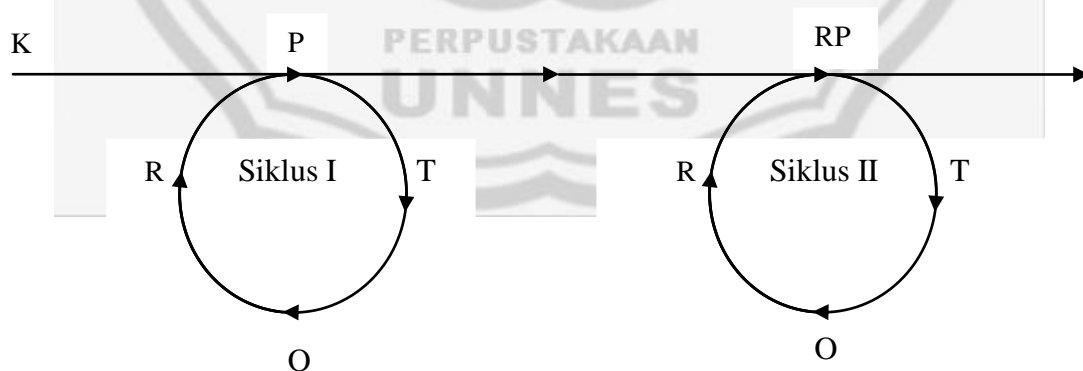 K
P
RP
PERPUSTAKAAN
UNNES
R
Siklus I
T
R
Siklus II
T
O
O